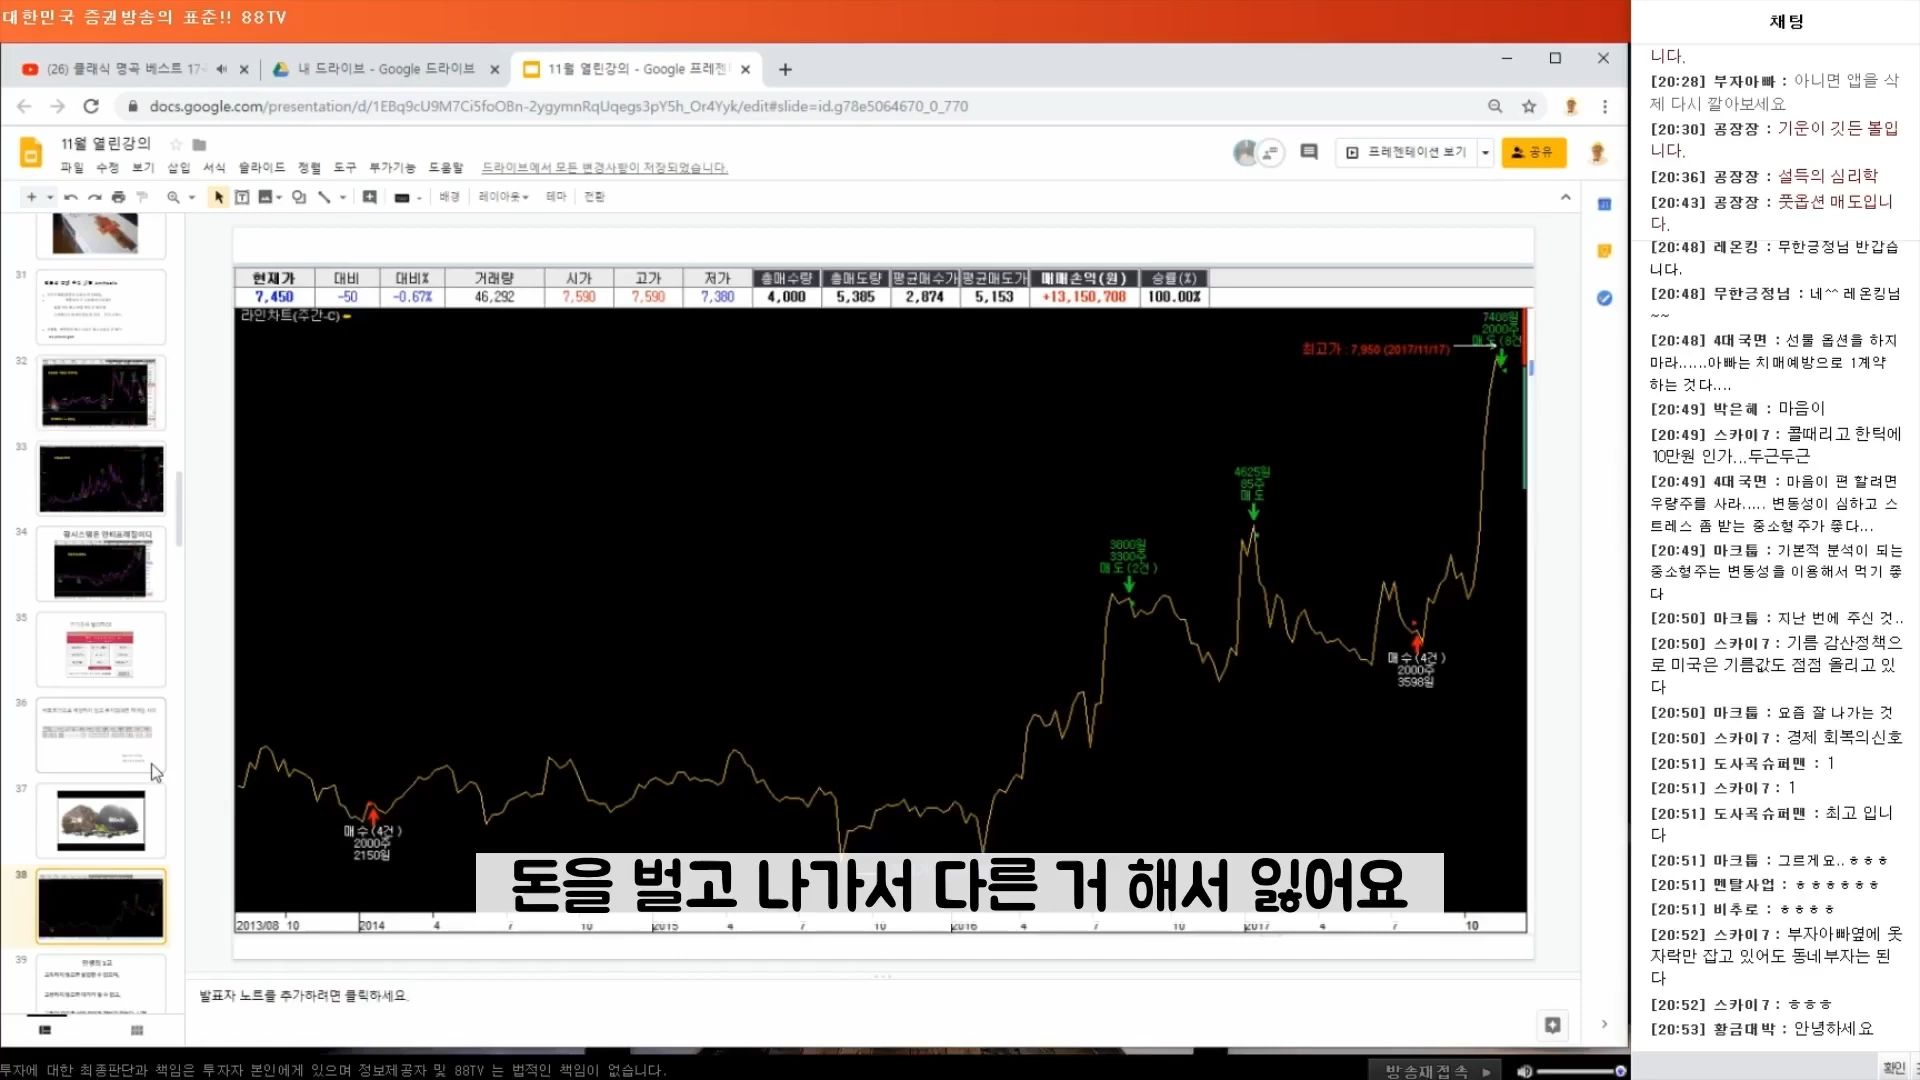 대한민국 증권방송의 표준!! 88TV
채팅
(26) 클래식 명곡 베스트 17
내 드라이브 - Google 드라이브
11월 열린강의 - Google 프레젠
docs.google.com/presentation/d/1EBq9cU9M7Ci5foOBn-2ygymnRqUqegs3pY5h_Or4Yyk/edit#slide=id.g78e5064670_0_770
11월 열린강의
파일 수정 보기 삽입 서식 슬라이드 정렬 도구 부가기능 도움말 드라이브에서 모든 변경사항이 저장되었습니다.
프레젠테이션 보기
공유
배경 레이아웃 테마 전환
31
32
33
34
35
36
37
38
39
현재가 대비 대비% 거래량 시가 고가 저가 총매수량 총매도량 평균매수가 평균매도가 매매손익(원) 승률(%)
7,450 -50 -0.67% 46,292 7,590 7,590 7,380 4,000 5,385 2,874 5,153 +13,150,708 100.00%
라인차트(주간-C)
7408원
2000주
매도(8건
최고가 : 7,950 (2017/11/17)
4625원
85주
매도
3800원
3300주
매도(2건)
매수(4건)
2000주
3598원
매수(4건)
2000주
2150원
돈을 벌고 나가서 다른 거 해서 잃어요
2013/08 10 2014 4 7 10 2015 4 7 10 2016 4 7 10 2017 4 7 10
발표자 노트를 추가하려면 클릭하세요.
니다.
[20:28] 부자아빠 : 아니면 앱을 삭
제 다시 깔아보세요
[20:30] 공장장 : 기운이 깃든 볼입
니다.
[20:36] 공장장 : 설득의 심리학
[20:43] 공장장 : 풋옵션 매도입니
다.
[20:48] 레온킹 : 무한긍정님 반갑습
니다.
[20:48] 무한긍정님 : 네^^ 레온킹님
~~
[20:48] 4대국면 : 선물 옵션을 하지
마라......아빠는 치매예방으로 1계약
하는 것다....
[20:49] 박은혜 : 마음이
[20:49] 스카이7 : 콜때리고 한턱에
10만원 인가...두근두근
[20:49] 4대국면 : 마음이 편 할려면
우량주를 사라..... 변동성이 심하고 스
트레스 좀 받는 중소형주가 좋다...
[20:49] 마크툽 : 기본적 분석이 되는
중소형주는 변동성을 이용해서 먹기 좋
다
[20:50] 마크툽 : 지난 번에 주신 것..
[20:50] 스카이7 : 기름 감산정책으
로 미국은 기름값도 점점 올리고 있
다
[20:50] 마크툽 : 요즘 잘 나가는 것
[20:50] 스카이7 : 경제 회복의신호
[20:51] 도사곡슈퍼맨 : 1
[20:51] 스카이7 : 1
[20:51] 도사곡슈퍼맨 : 최고 입니
다
[20:51] 마크툽 : 그르게요..ㅎㅎㅎ
[20:51] 멘탈사업 : ㅎㅎㅎㅎㅎㅎ
[20:51] 비추로 : ㅎㅎㅎㅎ
[20:52] 스카이7 : 부자아빠옆에 옷
자락만 잡고 있어도 동네부자는 된
다
[20:52] 스카이7 : ㅎㅎㅎ
[20:53] 황금대박 : 안녕하세요
투자에 대한 최종판단과 책임은 투자자 본인에게 있으며 정보제공자 및 88TV 는 법적인 책임이 없습니다.
방송재접속
확인